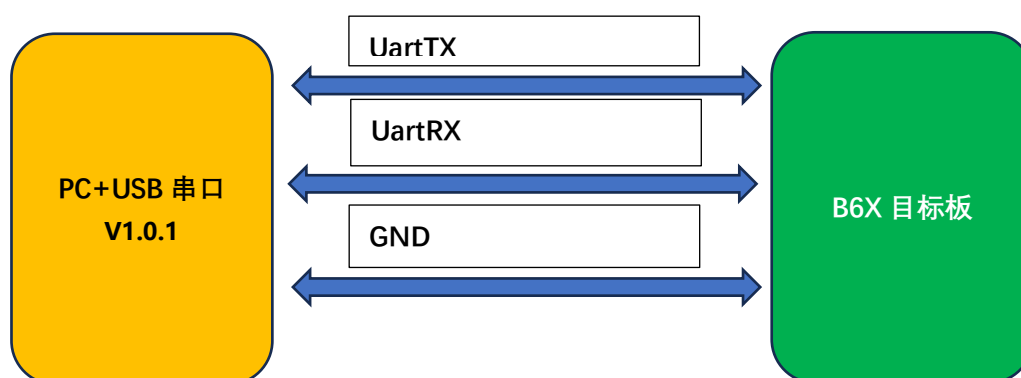 UartTX
UartRX
PC+USB 串口
V1.0.1
B6X 目标板
GND